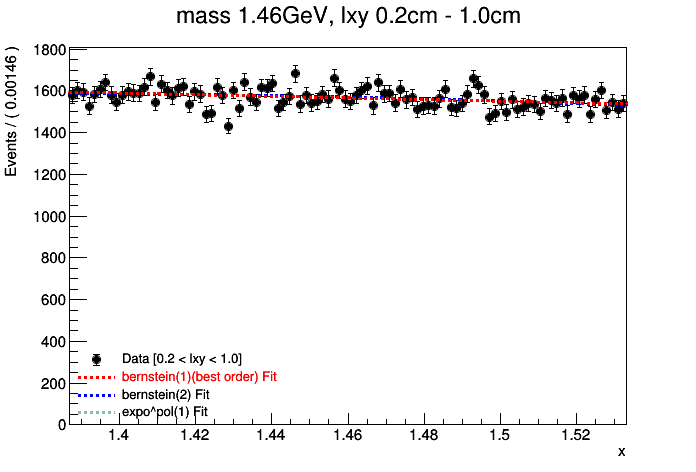 mass 1.46GeV, lxy 0.2cm - 1.0cm
Events / ( 0.00146 )
1800
1600
1400
1200
1000
800
600
400
200
0
Data [0.2 < lxy < 1.0]
bernstein(1)(best order) Fit
bernstein(2) Fit
expo^pol(1) Fit
1.4 1.42 1.44 1.46 1.48 1.5 1.52
x